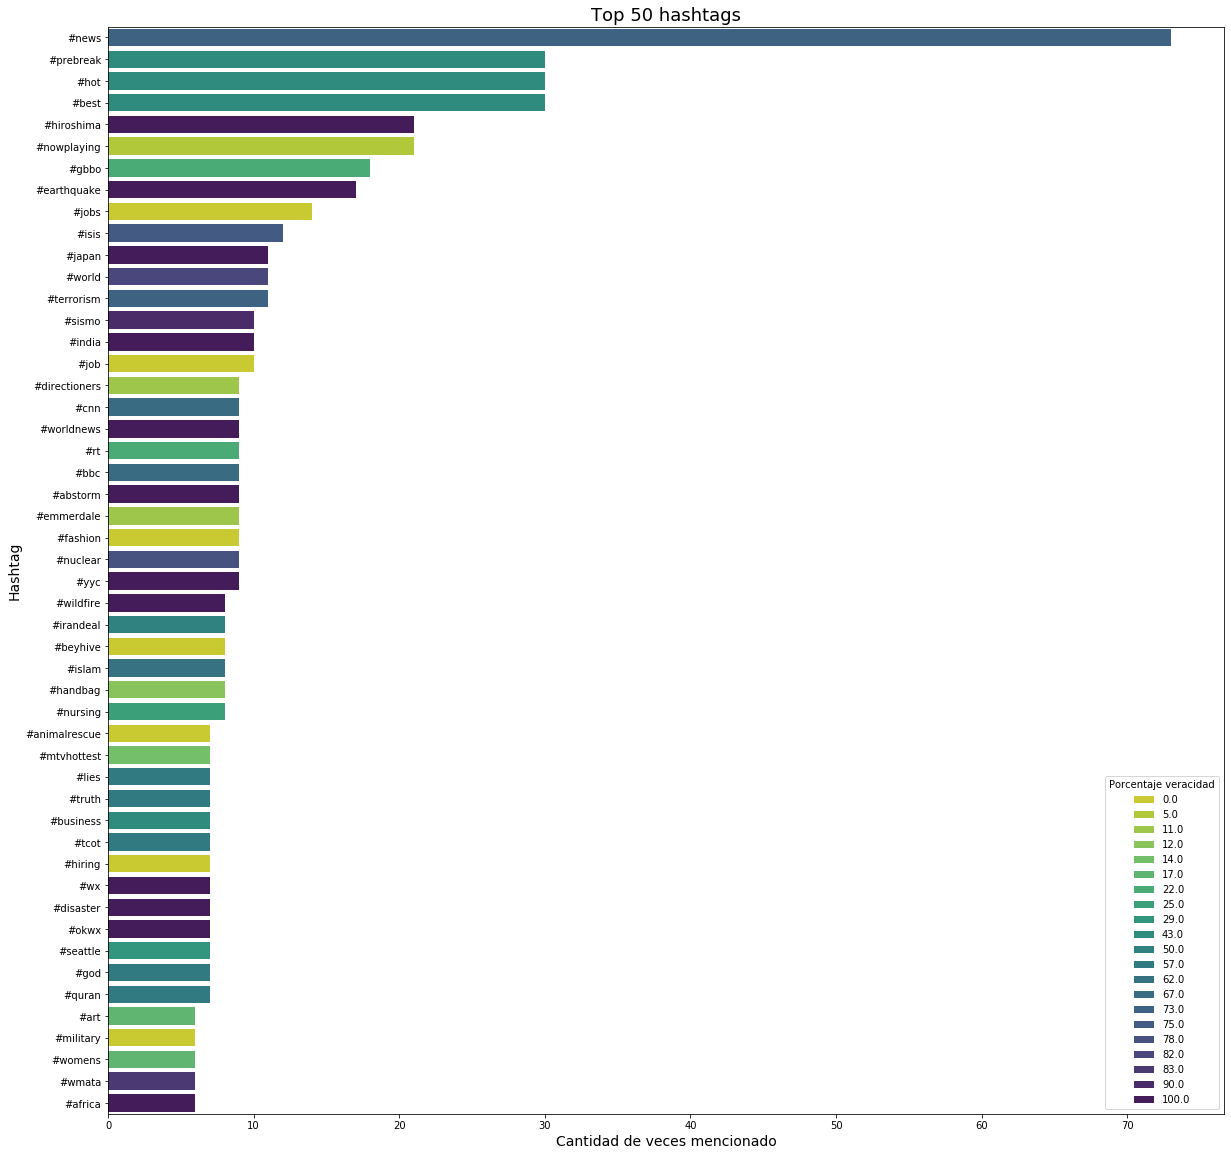 Top 50 hashtags
#news
#prebreak
#hot
#best
#hiroshima
#nowplaying
#gbbo
#earthquake
#jobs
#isis
#japan
#world
#terrorism
#sismo
#india
#job
#directioners
#cnn
#worldnews
#rt
#bbc
#abstorm
#emmerdale
#fashion
#nuclear
#yyc
#wildfire
#irandeal
#beyhive
#islam
#handbag
#nursing
#animalrescue
#mtvhottest
#lies
#truth
#business
#tcot
#hiring
#wx
#disaster
#okwx
#seattle
#god
#quran
#art
#military
#womens
#wmata
#africa
Hashtag
Porcentaje veracidad
0.0
5.0
11.0
12.0
14.0
17.0
22.0
25.0
29.0
43.0
50.0
57.0
62.0
67.0
73.0
75.0
78.0
82.0
83.0
90.0
100.0
0 10 20 30 40 50 60 70
Cantidad de veces mencionado